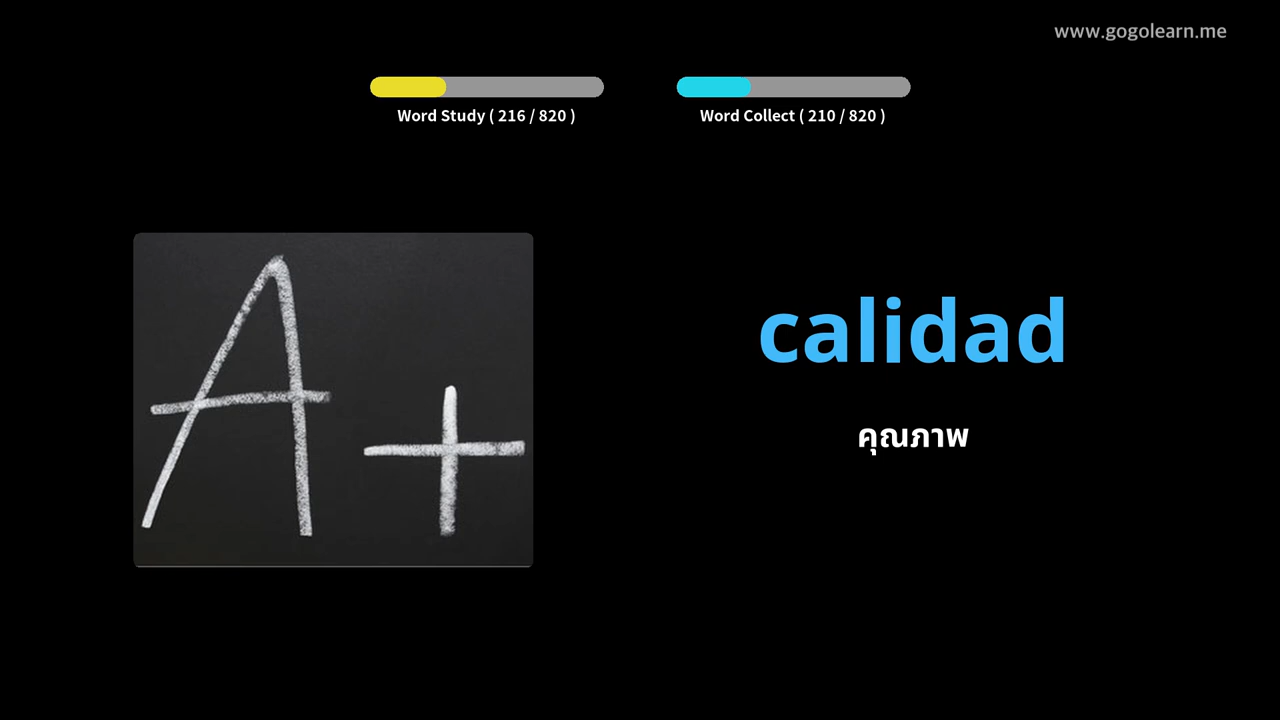 www.gogolearn.me
Word Study ( 216 / 820 )
Word Collect ( 210 / 820 )
A+
calidad
คุณภาพ